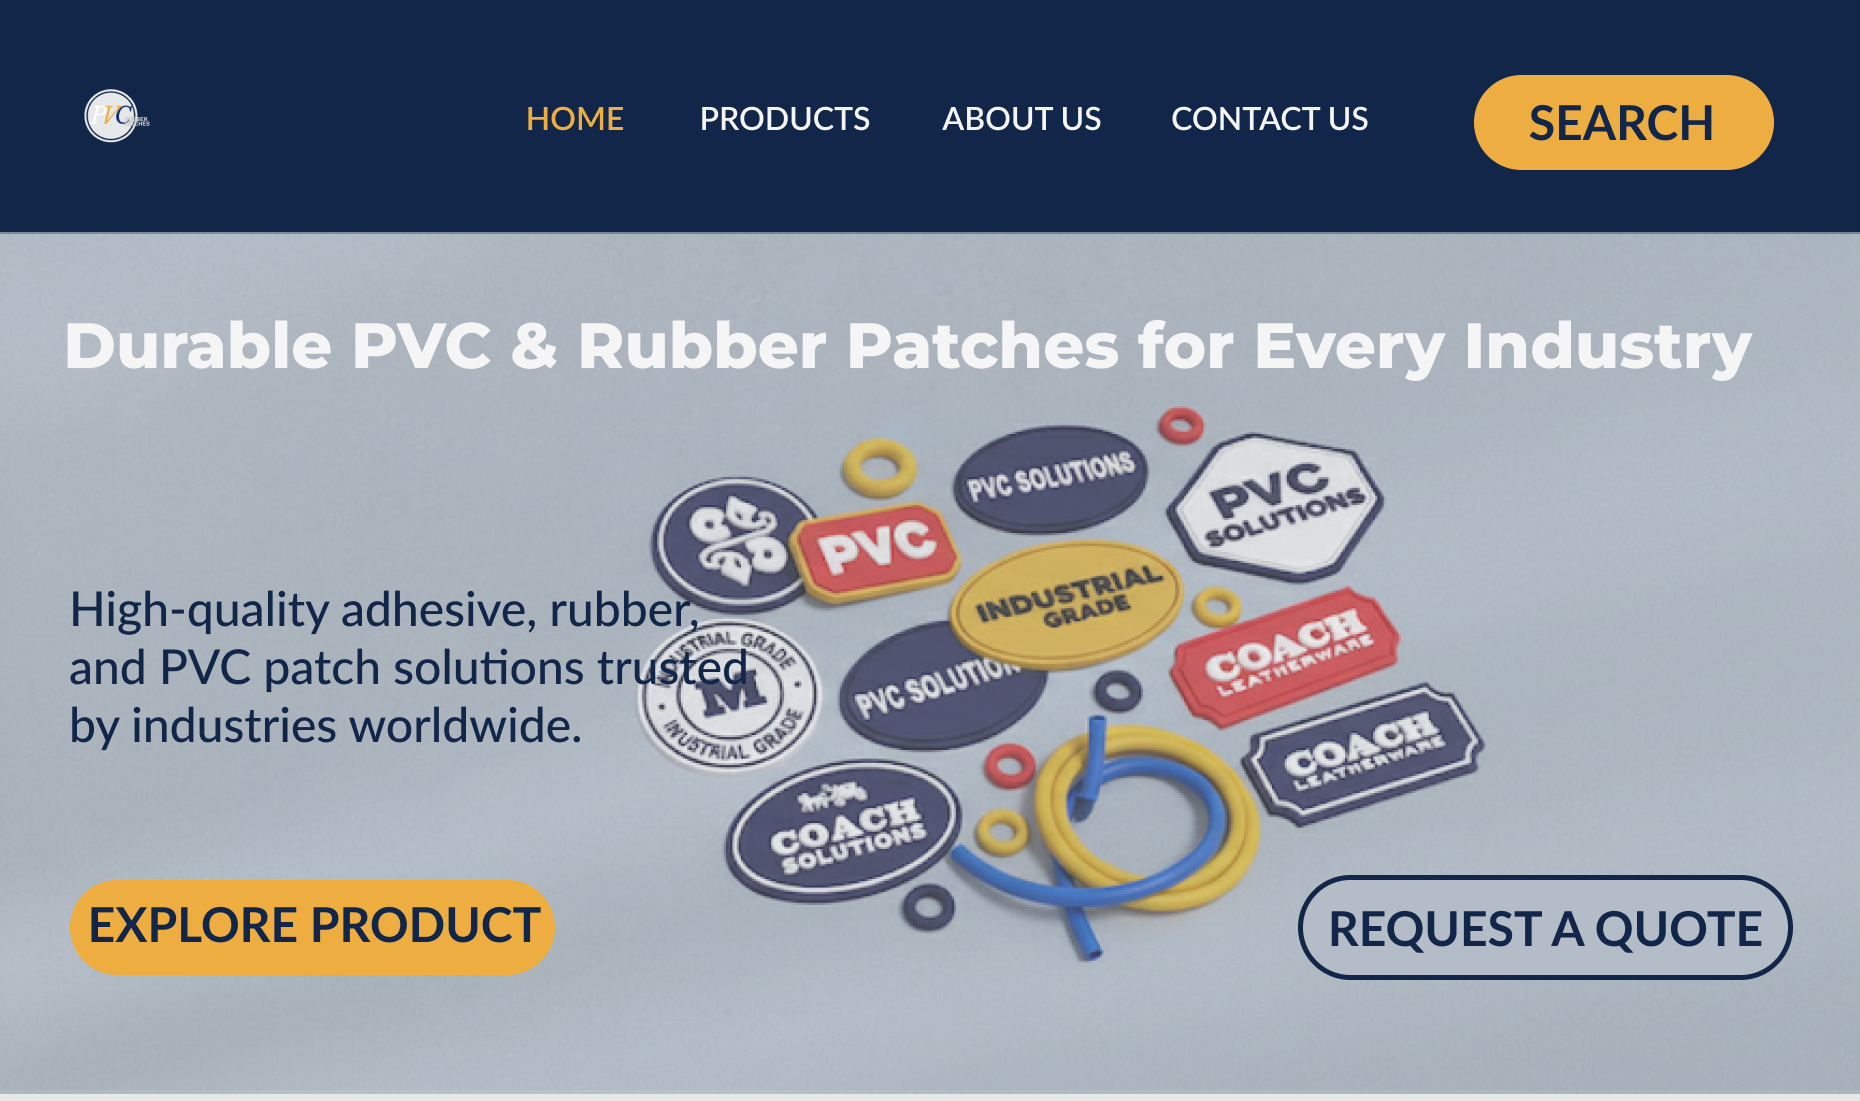 PVC
HOME
PRODUCTS
ABOUT US
CONTACT US
SEARCH
Durable PVC & Rubber Patches for Every Industry
PVC SOLUTIONS
PVC
SOLUTIONS
PVC
INDUSTRIAL
GRADE
High-quality adhesive, rubber,
and PVC patch solutions trusted
by industries worldwide.
INDUSTRIAL GRADE
M
INUSTRIAL GRADE
PVC SOLUTION
COACH
LEATHERWARE
COACH
LEATHERWARE
COACH
SOLUTIONS
EXPLORE PRODUCT
REQUEST A QUOTE